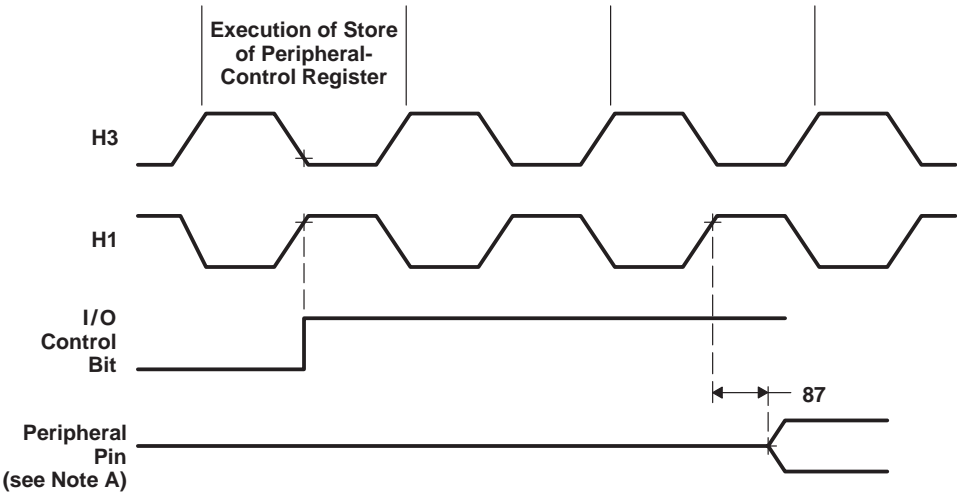 Execution of Store
of Peripheral-
Control Register
H3
H1
I/O
Control
Bit
87
Peripheral
Pin
(see Note A)